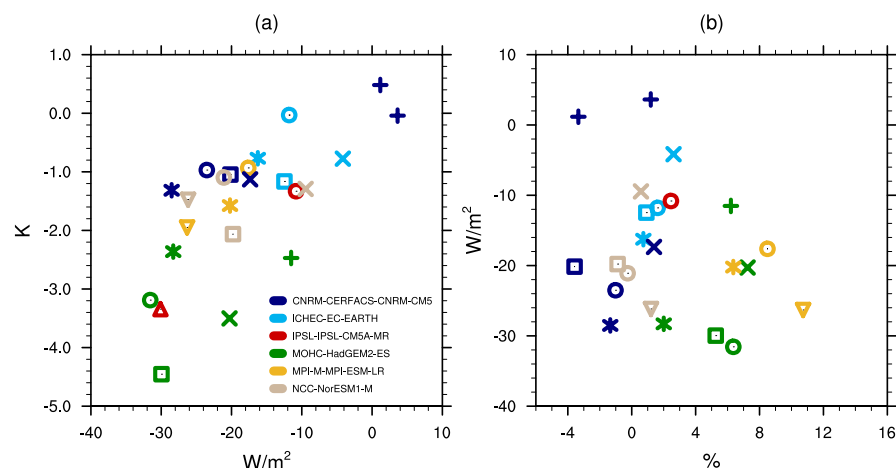 (a)
(b)
1.0
0.0
-1.0
-2.0
-3.0
-4.0
-5.0
K
CNRM-CERFACS-CNRM-CM5
ICHEC-EC-EARTH
IPSL-IPSL-CM5A-MR
MOHC-HadGEM2-ES
MPI-M-MPI-ESM-LR
NCC-NorESM1-M
-40 -30 -20 -10 0 10
W/m²
10
0
-10
-20
-30
-40
W/m²
-4 0 4 8 12 16
%